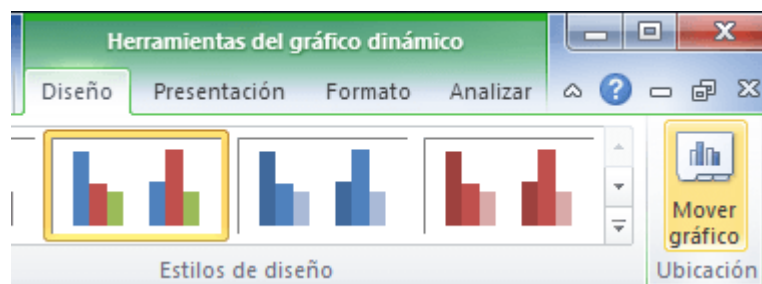 Herramientas del gráfico dinámico
Diseño Presentación Formato Analizar
Mover
gráfico
Estilos de diseño Ubicación